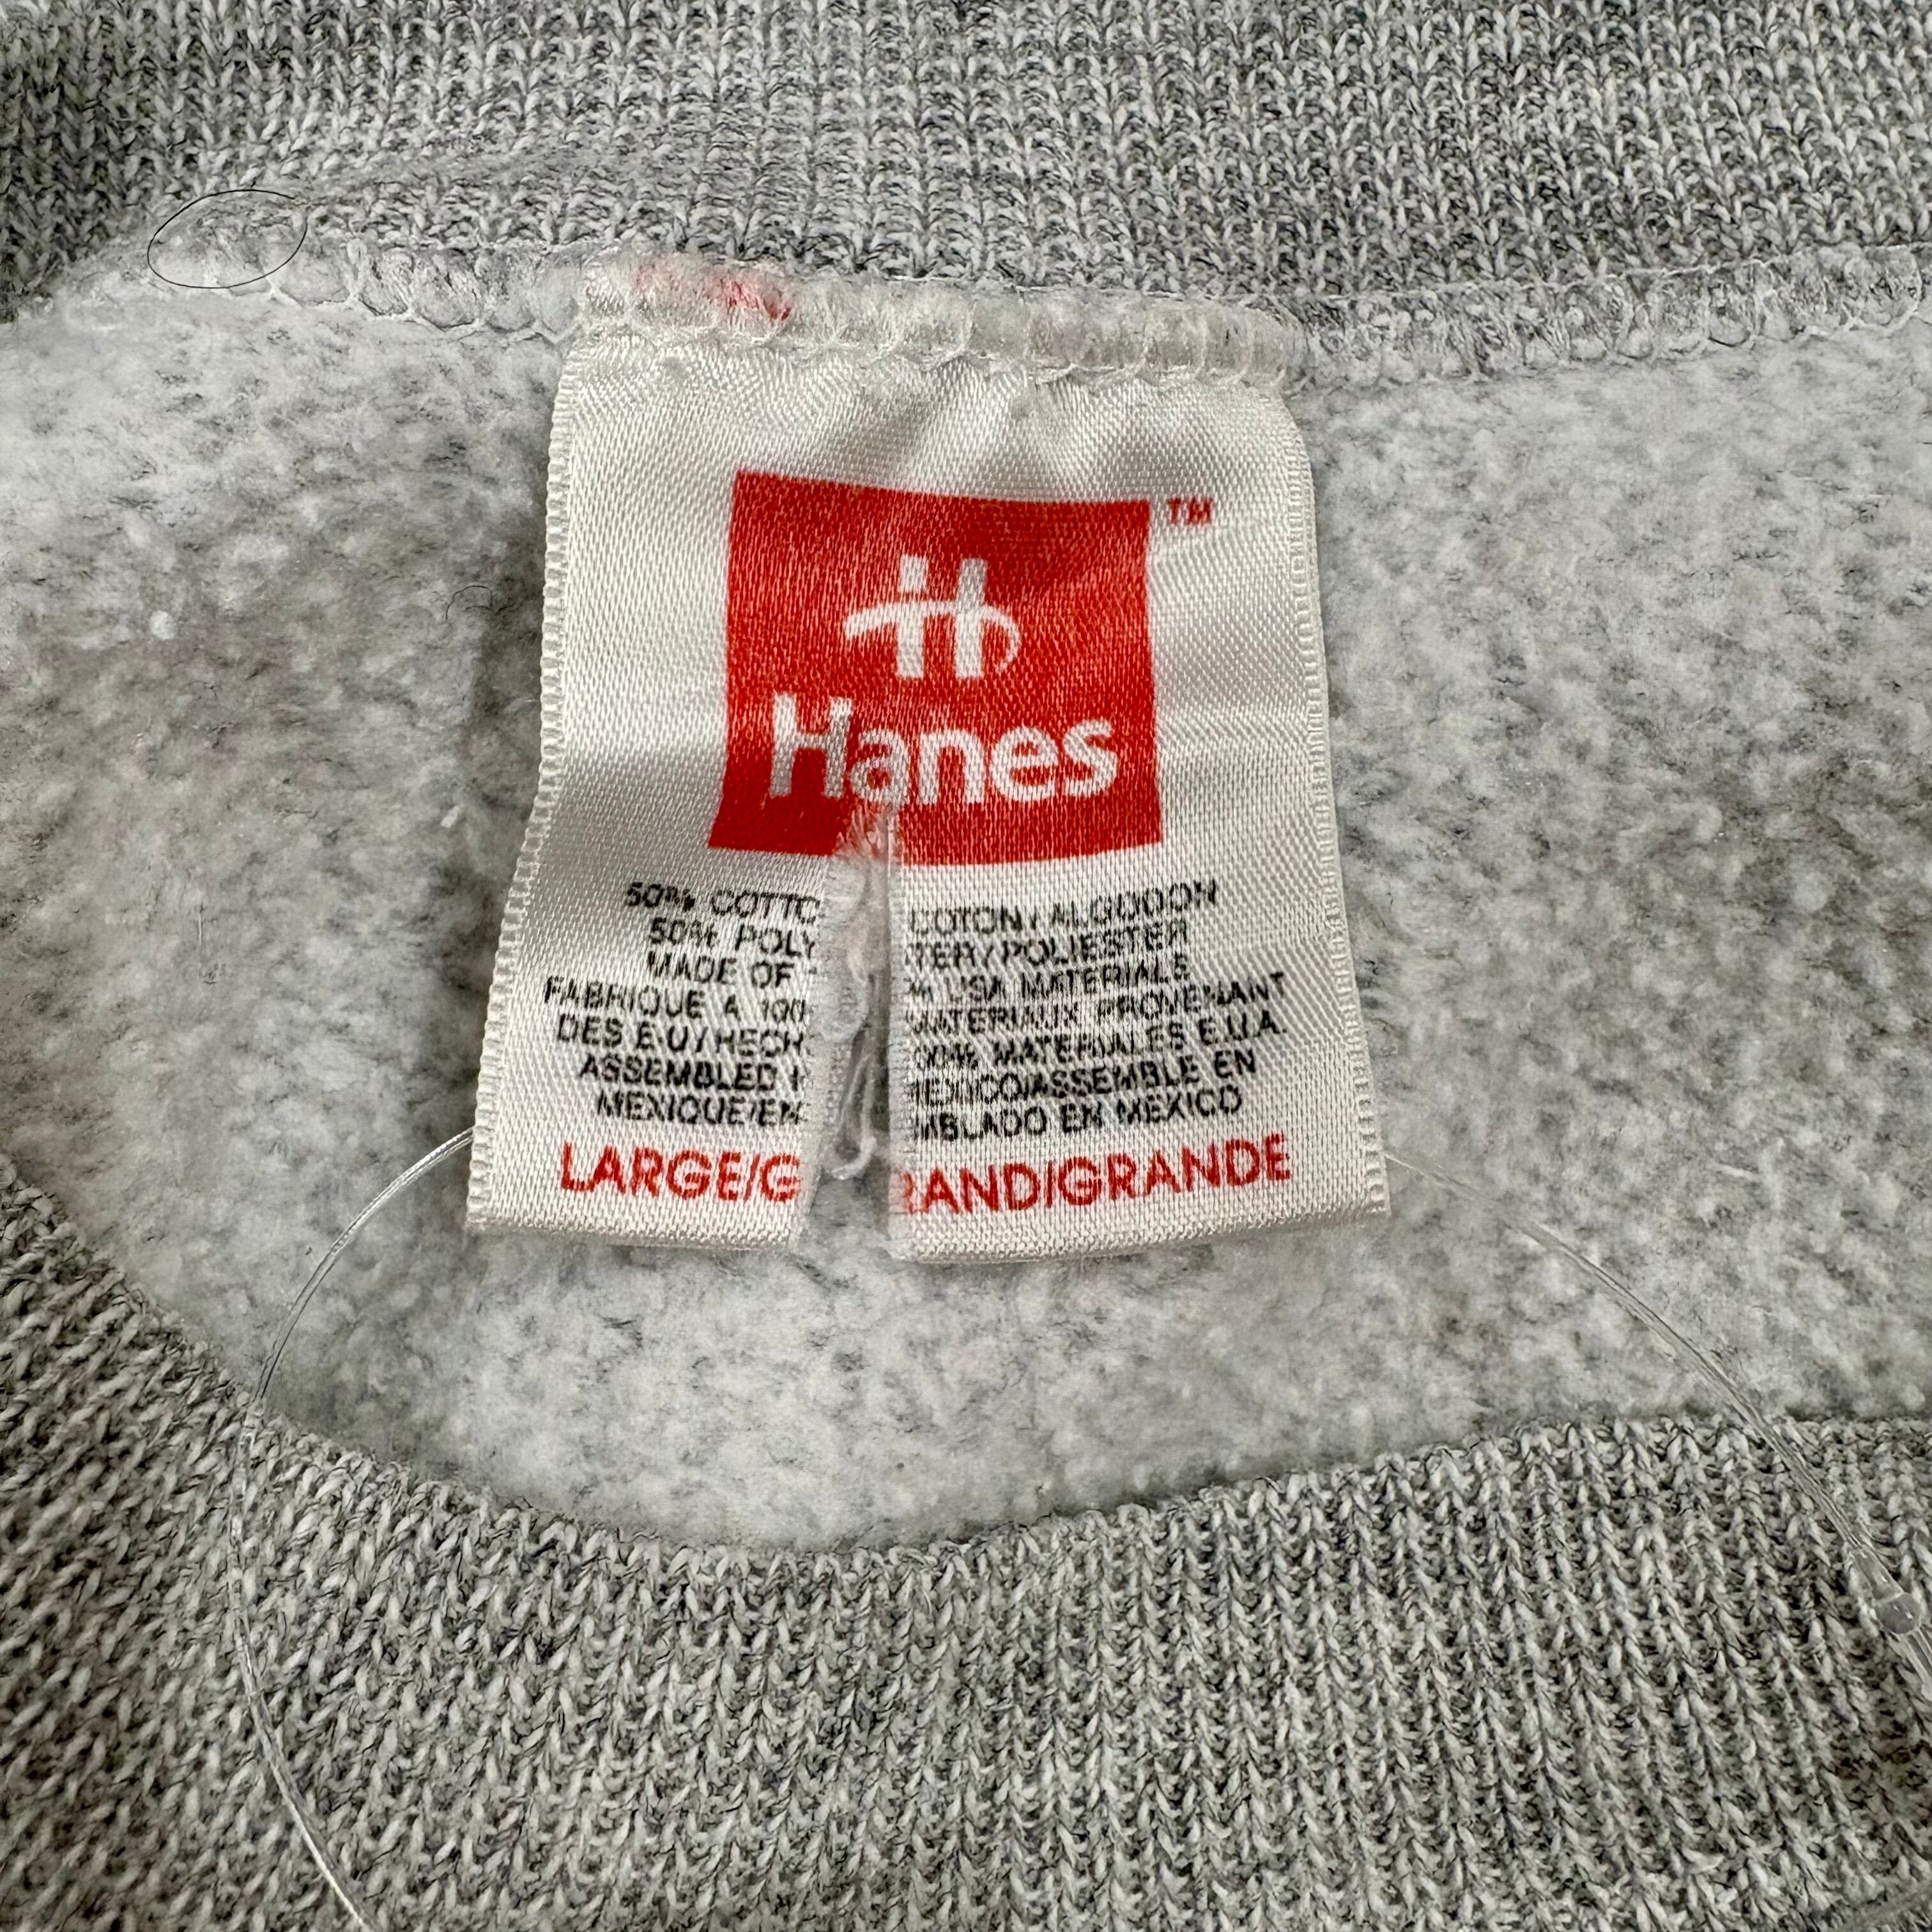 TM
H
Hanes
50% COTTO COTON/ALGODON
50% POLY TER/POLIESTER
MADE OF % USA MATERIALS
FABRIQUE A 100 MATERIAUX PROVENANT
DES E.U/HECH 00% MATERIALES E.U.A.
ASSEMBLED I MEXICO/ASSEMBLE EN
MEXIQUE/EN MBLADO EN MEXICO
LARGE/G RAND/GRANDE